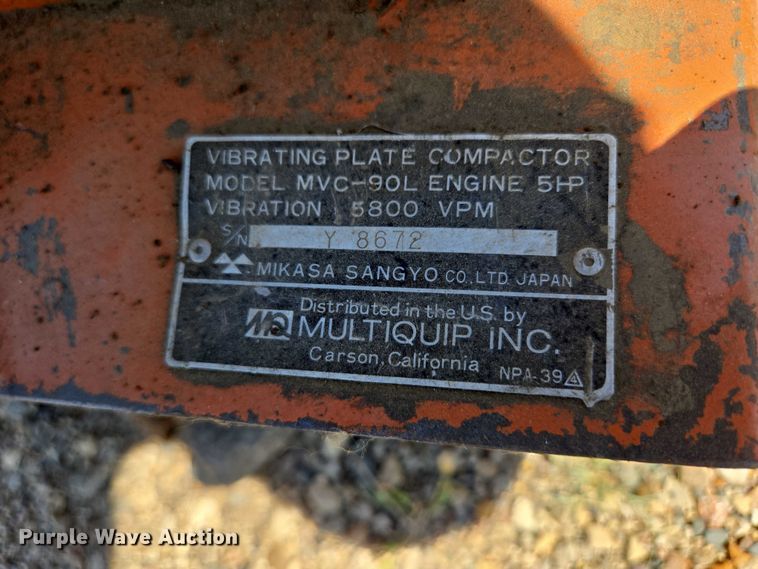 VIBRATING PLATE COMPACTOR
MODEL MVC-90L ENGINE 5HP
VIBRATION 5800 VPM
S/N Y 8672
MIKASA SANGYO CO. LTD. JAPAN
Distributed in the U.S. by
MQ MULTIQUIP INC.
Carson, California
NPA-39
Purple Wave Auction